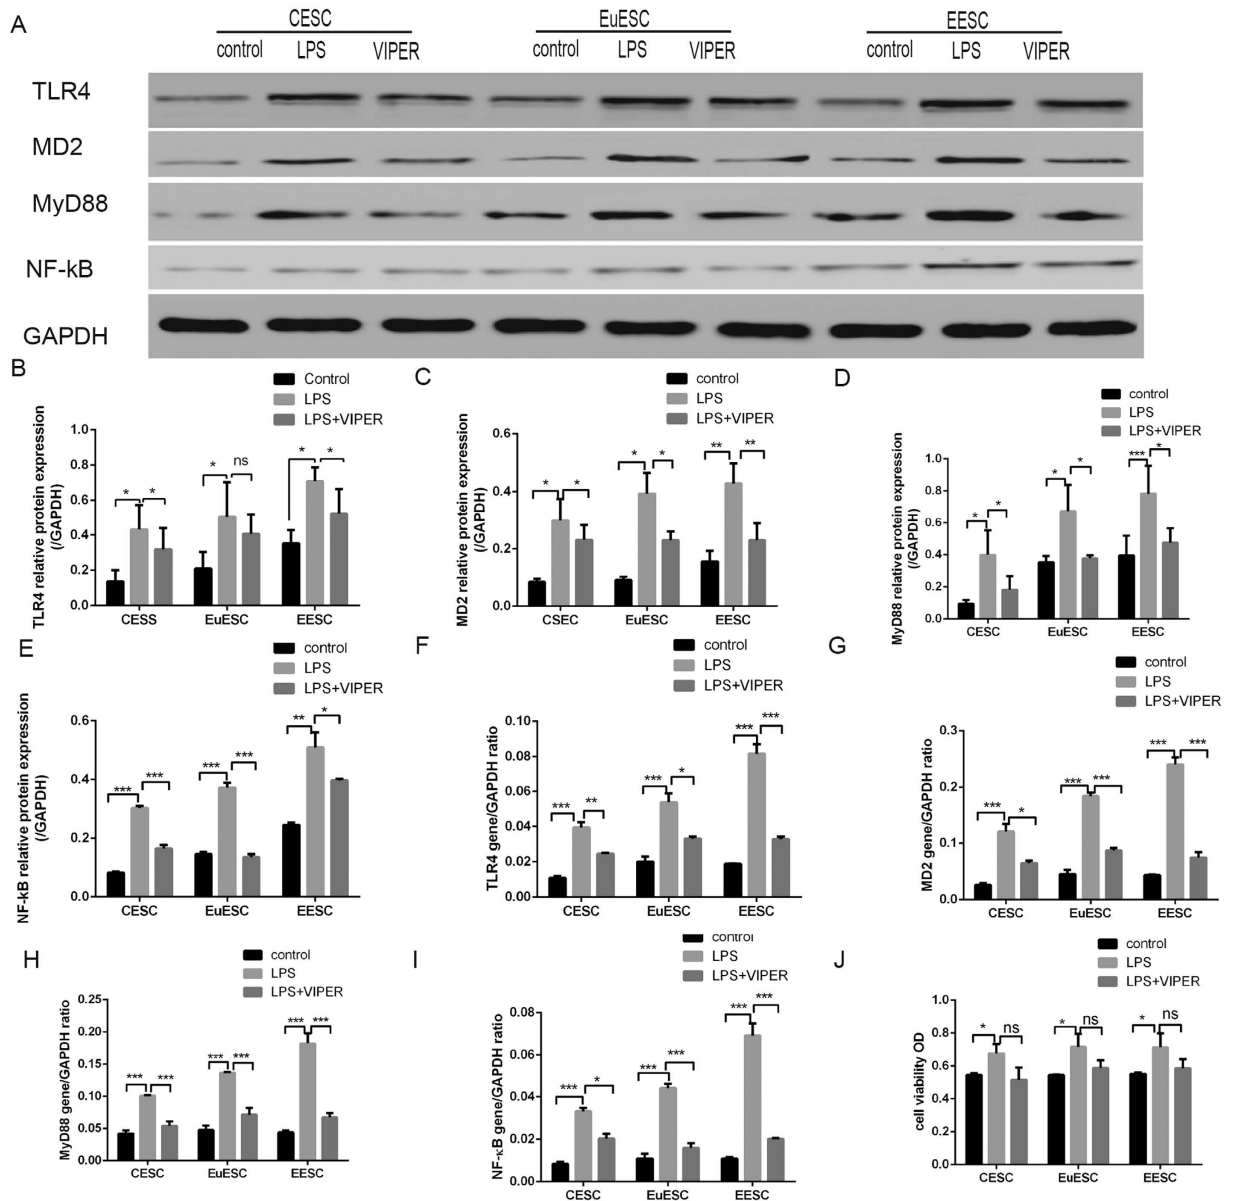 A
CESC EuESC EESC
control LPS VIPER control LPS VIPER control LPS VIPER
TLR4
MD2
MyD88
NF-kB
GAPDH
B
Control
LPS
LPS+VIPER
TLR4 relative protein expression
(/GAPDH)
1.0
0.8
0.6
0.4
0.2
0.0
* * * ns * *
CESS EuESC EESC
C
control
LPS
LPS+VIPER
MD2 relative protein expression
(/GAPDH)
0.6
0.4
0.2
0.0
* * * * ** **
CSEC EuESC EESC
D
control
LPS
LPS+VIPER
MyD88 relative protein expression
(/GAPDH)
1.0
0.8
0.6
0.4
0.2
0.0
* * * * *** *
CESC EuESC EESC
E
control
LPS
LPS+VIPER
NF-kB relative protein expression
(/GAPDH)
0.6
0.4
0.2
0.0
*** *** *** *** ** *
CESC EuESC EESC
F
control
LPS
LPS+VIPER
TLR4 gene/GAPDH ratio
0.10
0.08
0.06
0.04
0.02
0.00
*** ** *** * *** ***
CESC EuESC EESC
G
control
LPS
LPS+VIPER
MD2 gene/GAPDH ratio
0.3
0.2
0.1
0.0
*** * *** *** *** ***
CESC EuESC EESC
H
control
LPS
LPS+VIPER
MyD88 gene/GAPDH ratio
0.25
0.20
0.15
0.10
0.05
0.00
*** *** *** *** *** ***
CESC EuESC EESC
I
control
LPS
LPS+VIPER
NF-κB gene/GAPDH ratio
0.08
0.06
0.04
0.02
0.00
*** * *** *** *** ***
CESC EuESC EESC
J
control
LPS
LPS+VIPER
cell viability OD
1.0
0.8
0.6
0.4
0.2
0.0
* ns * ns * ns
CESC EuESC EESC